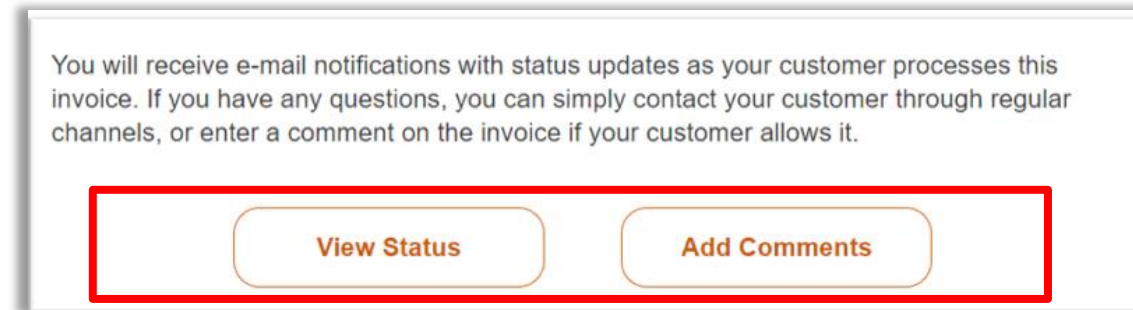 You will receive e-mail notifications with status updates as your customer processes this
invoice. If you have any questions, you can simply contact your customer through regular
channels, or enter a comment on the invoice if your customer allows it.
View Status
Add Comments